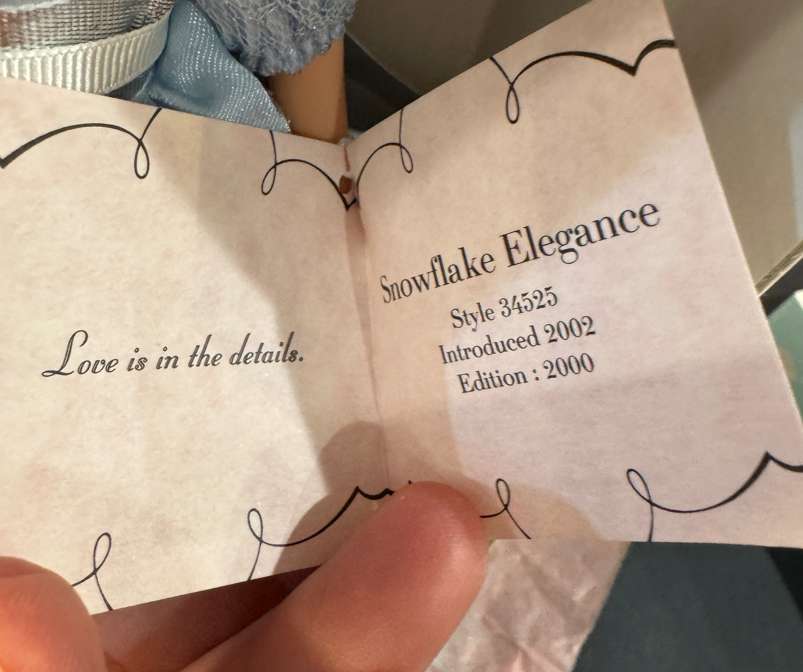 Love is in the details.
Snowflake Elegance
Style 34525
Introduced 2002
Edition : 2000